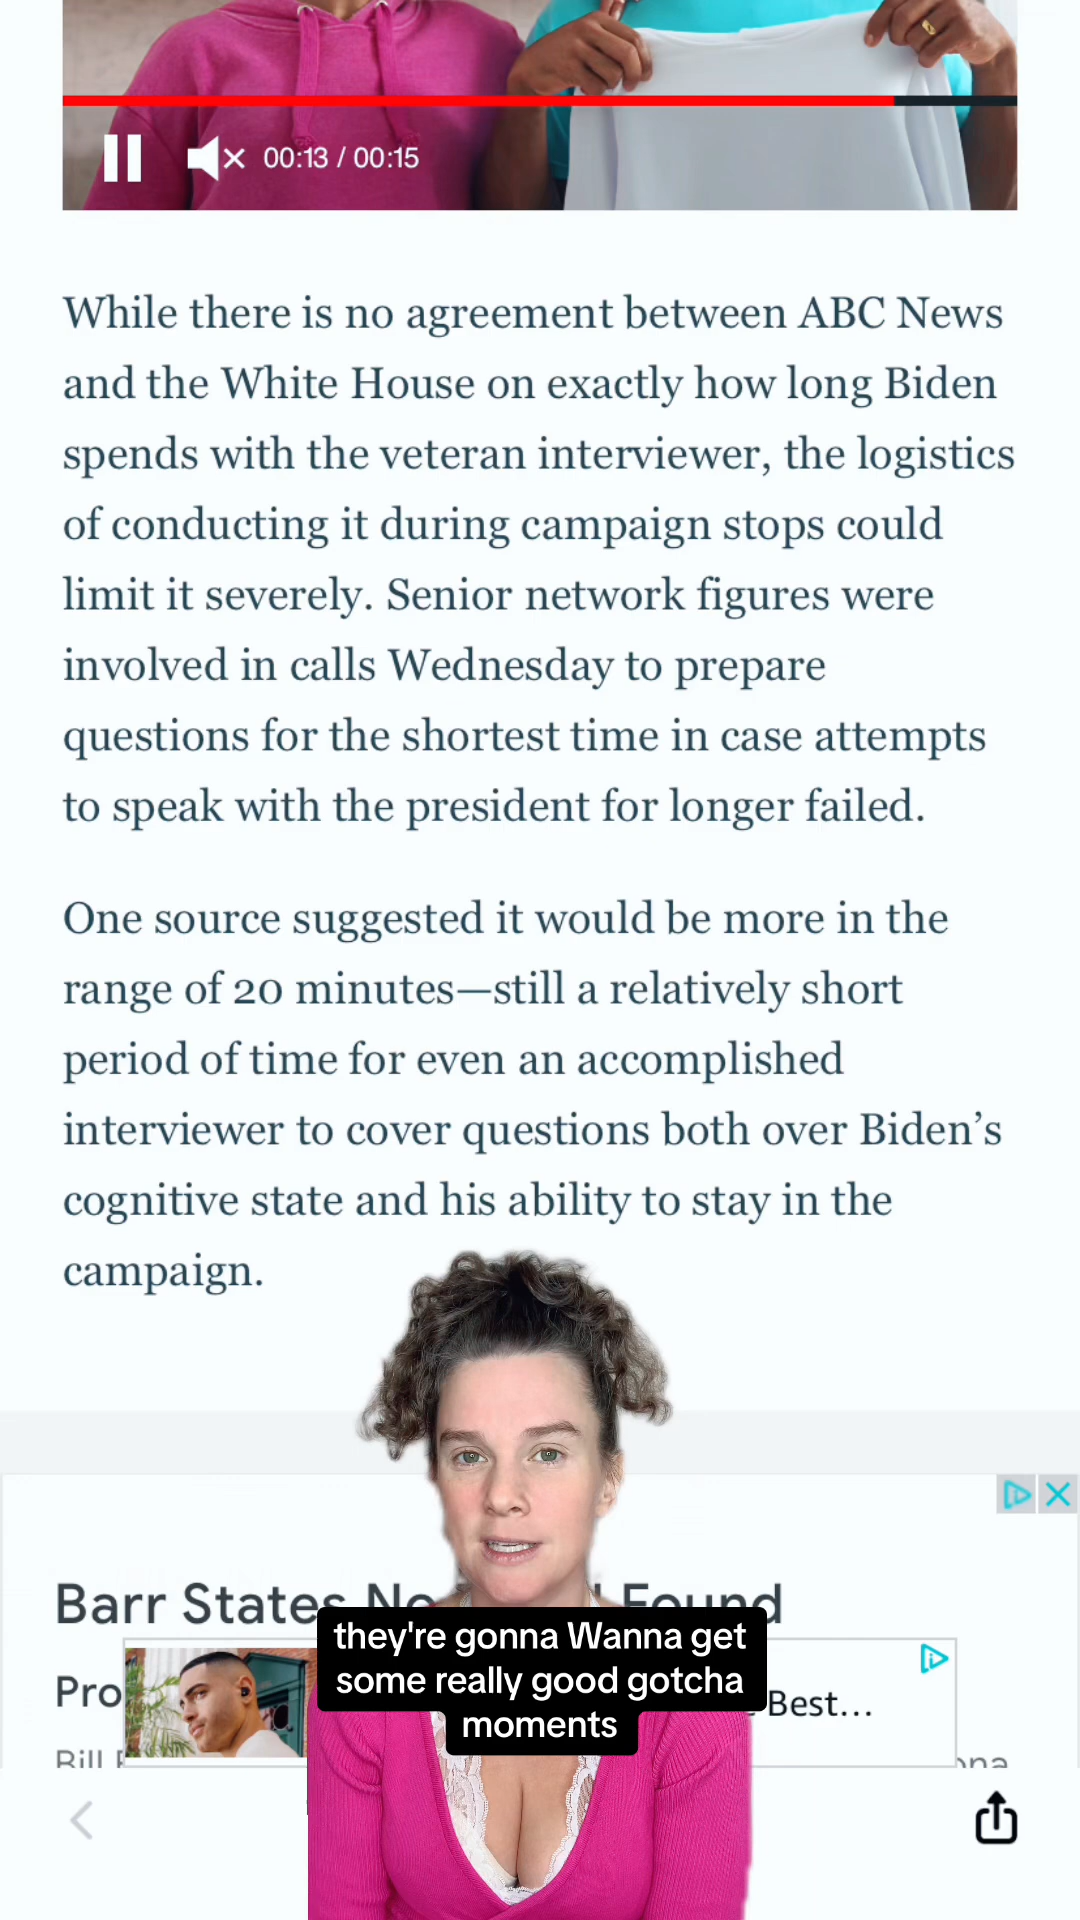 00:13 / 00:15
While there is no agreement between ABC News
and the White House on exactly how long Biden
spends with the veteran interviewer, the logistics
of conducting it during campaign stops could
limit it severely. Senior network figures were
involved in calls Wednesday to prepare
questions for the shortest time in case attempts
to speak with the president for longer failed.
One source suggested it would be more in the
range of 20 minutes—still a relatively short
period of time for even an accomplished
interviewer to cover questions both over Biden’s
cognitive state and his ability to stay in the
campaign.
Barr States No Found
they're gonna Wanna get
some really good gotcha
moments
Best...